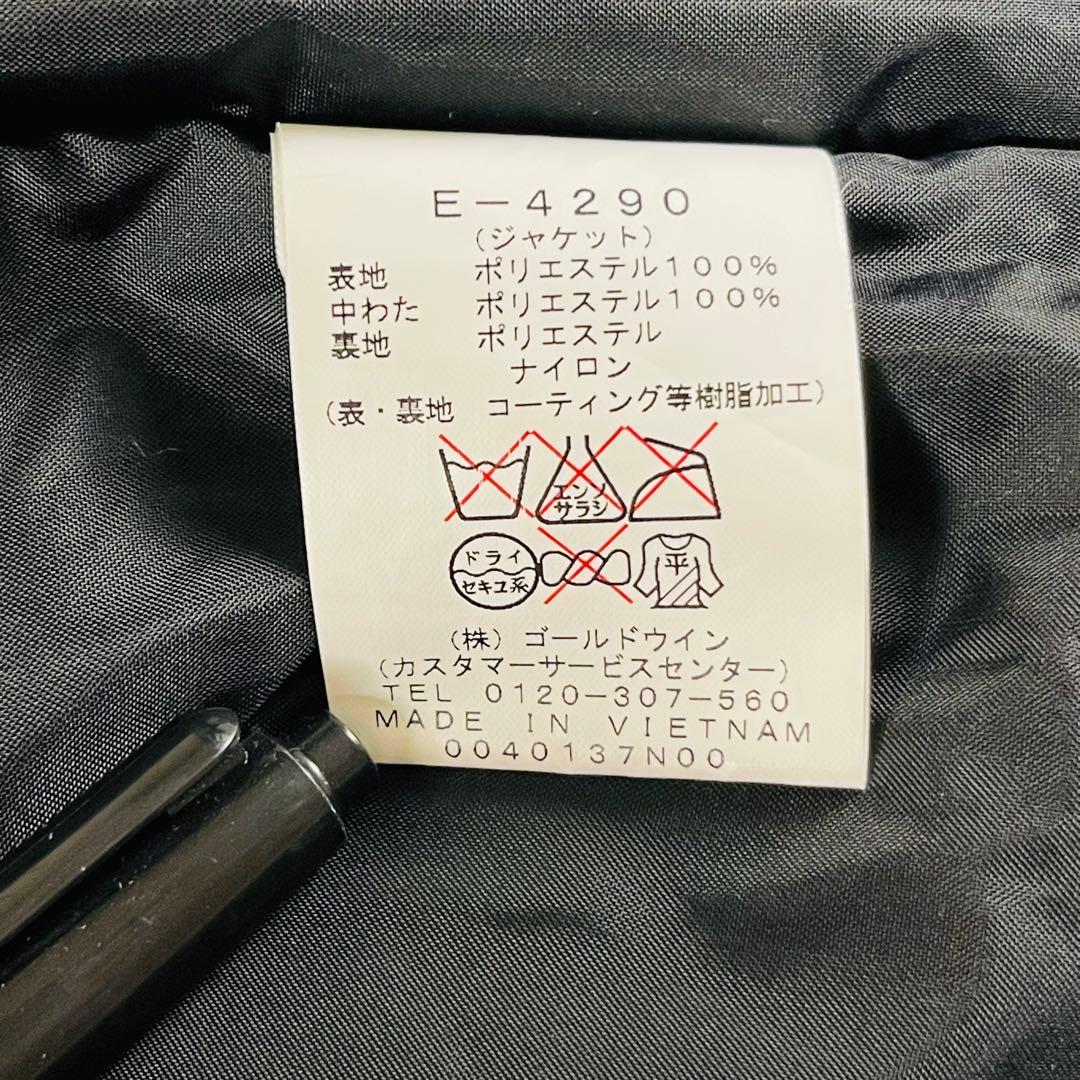 E-4290
(ジャケット)
表地 ポリエステル100%
中わた ポリエステル100%
裏地 ポリエステル
ナイロン
(表・裏地 コーティング等樹脂加工)
エンソ
サラシ
ドライ
セキユ系
平
(株)ゴールドウイン
(カスタマーサービスセンター)
TEL 0120-307-560
MADE IN VIETNAM
0040137N00